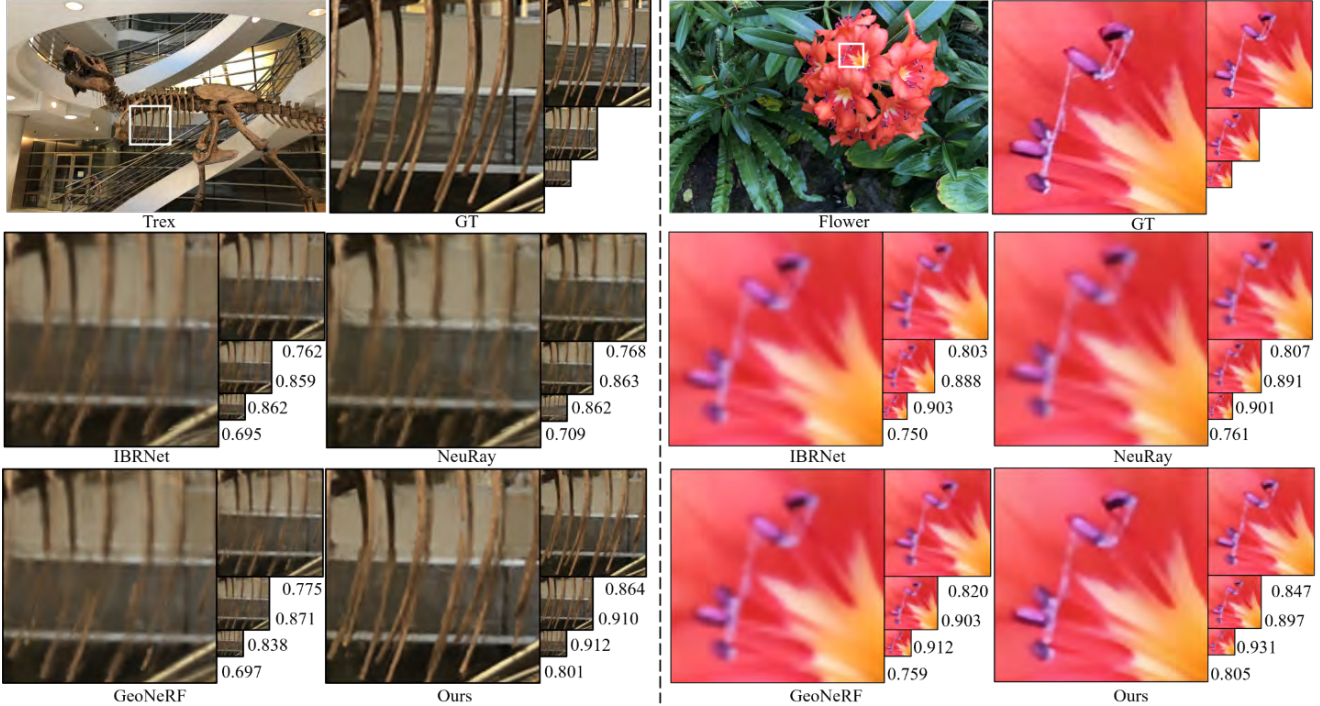 Trex GT Flower GT
0.762 0.768 0.803 0.807
0.859 0.863 0.888 0.891
0.862 0.862 0.903 0.901
0.695 0.709 0.750 0.761
IBRNet NeuRay IBRNet NeuRay
0.775 0.864 0.820 0.847
0.871 0.910 0.903 0.897
0.838 0.912 0.912 0.931
0.697 0.801 0.759 0.805
GeoNeRF Ours GeoNeRF Ours